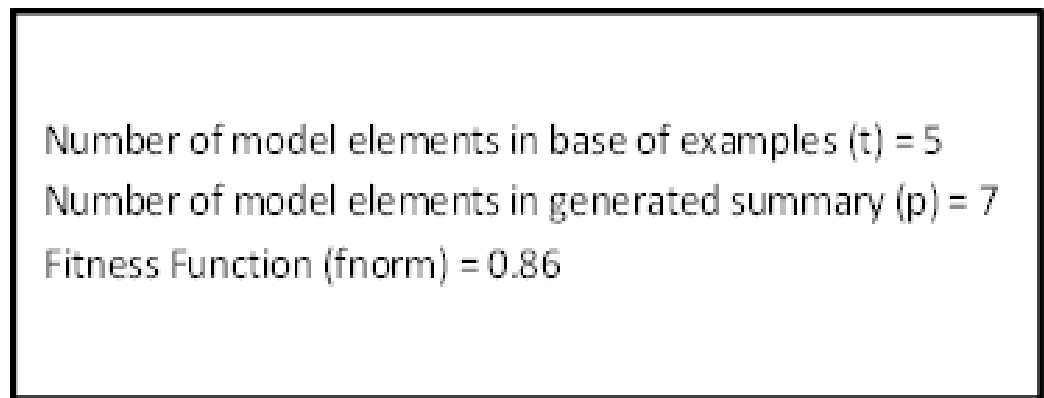 Number of model elements in base of examples (t) = 5
Number of model elements in generated summary (p) = 7
Fitness Function (fnorm) = 0.86